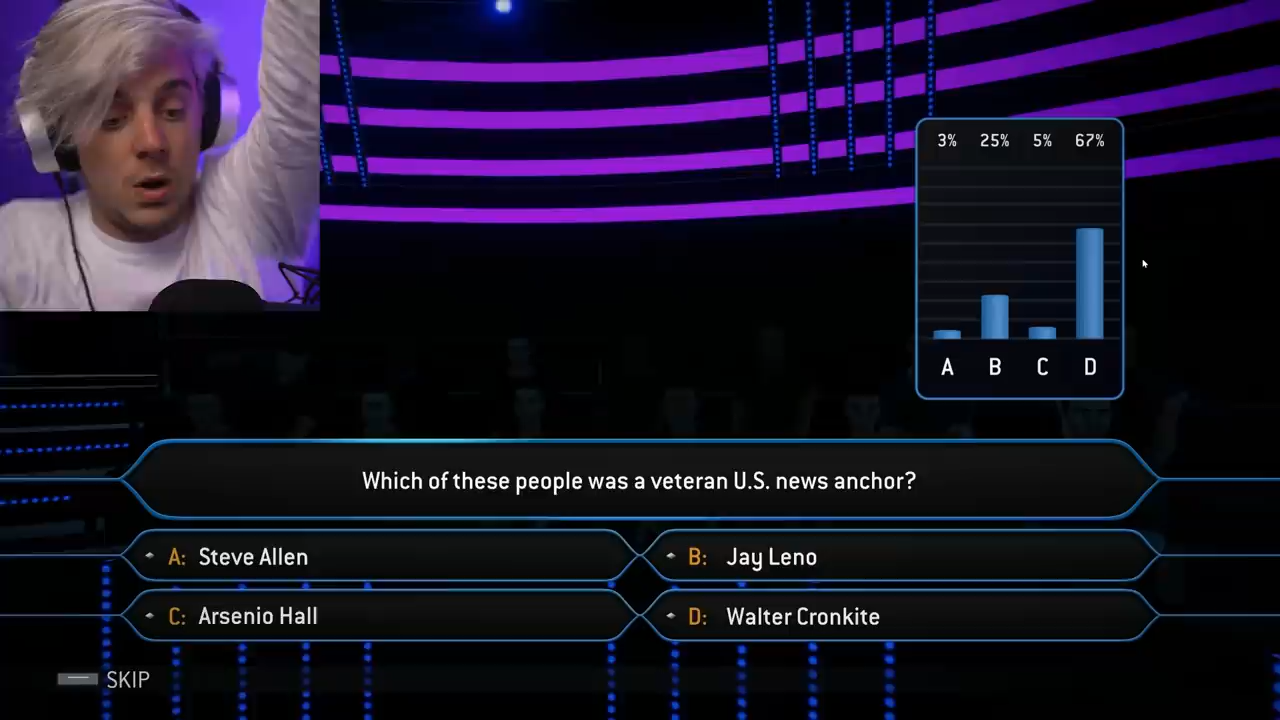 3% 25% 5% 67%
A B C D
Which of these people was a veteran U.S. news anchor?
A: Steve Allen
B: Jay Leno
C: Arsenio Hall
D: Walter Cronkite
SKIP